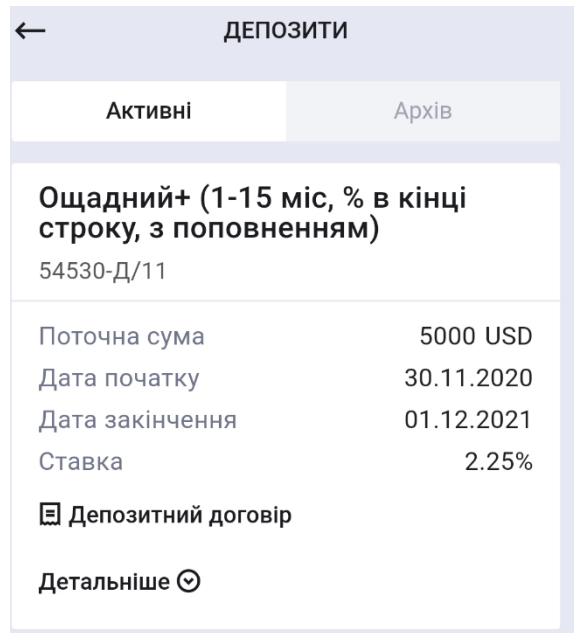 ДЕПОЗИТИ
Активні
Архів
Ощадний+ (1-15 міс, % в кінці
строку, з поповненням)
54530-Д/11
Поточна сума 5000 USD
Дата початку 30.11.2020
Дата закінчення 01.12.2021
Ставка 2.25%
Депозитний договір
Детальніше